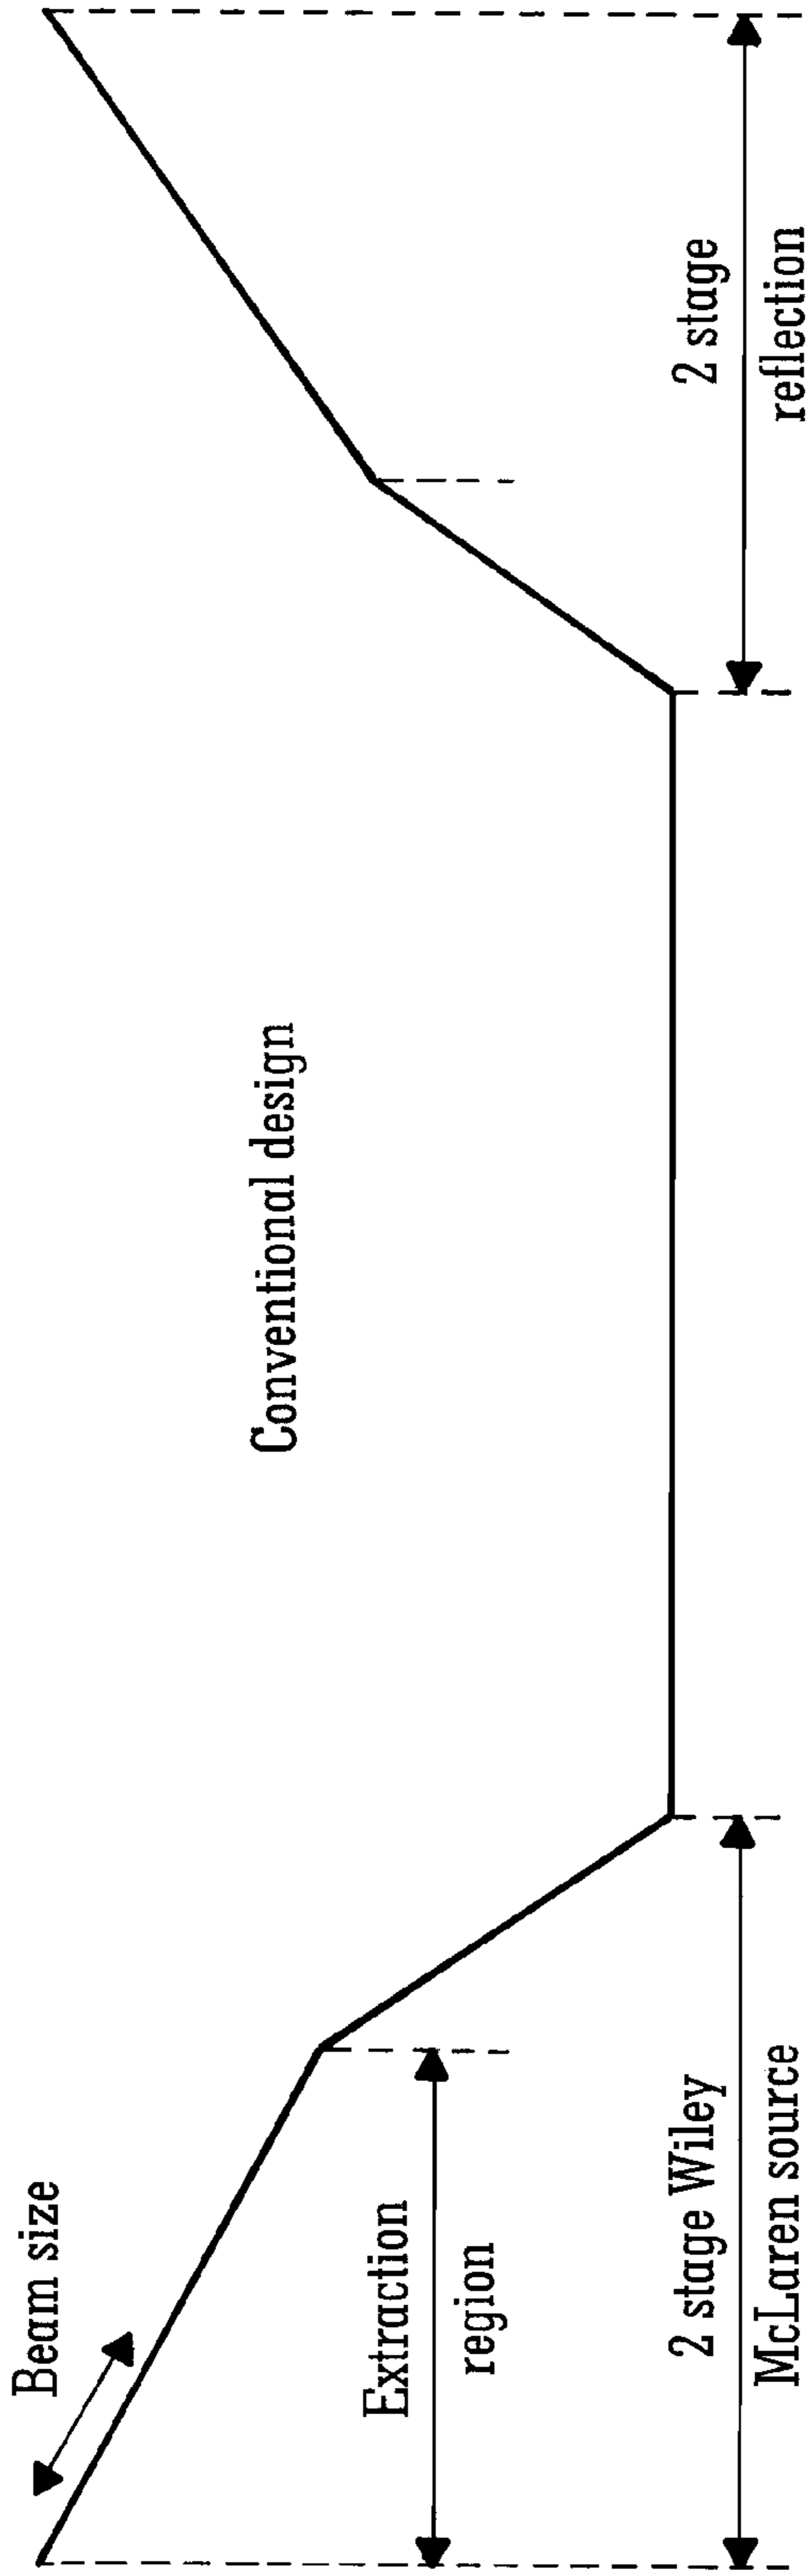 Beam size
Extraction
region
2 stage Wiley
McLaren source
Conventional design
2 stage
reflection